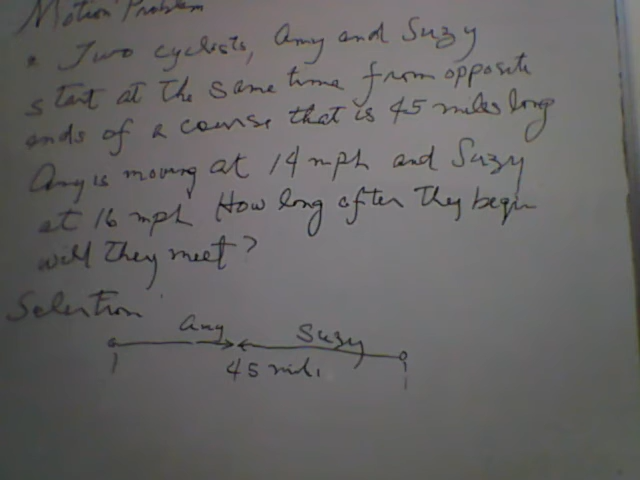 Motion Problem
* Two cyclists, Amy and Suzy
start at the same time from opposite
ends of a course that is 45 miles long
Amy is moving at 14 mph and Suzy
at 16 mph How long after they begin
will they meet?
Solution
Amy Suzy
45 mil.